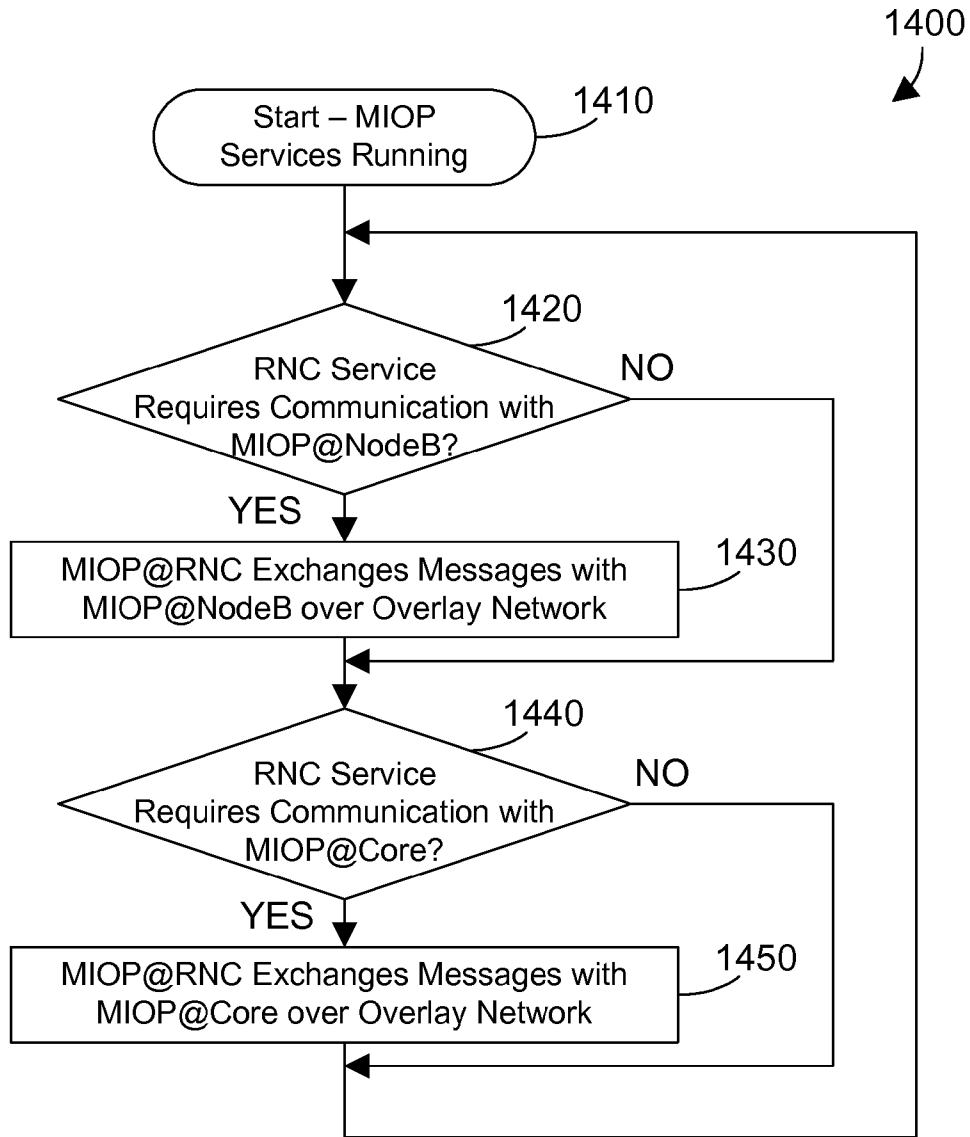 1400
Start – MIOP
Services Running
1410
1420
RNC Service
Requires Communication with
MIOP@NodeB?
NO
YES
MIOP@RNC Exchanges Messages with
MIOP@NodeB over Overlay Network
1430
1440
RNC Service
Requires Communication with
MIOP@Core?
NO
YES
MIOP@RNC Exchanges Messages with
MIOP@Core over Overlay Network
1450